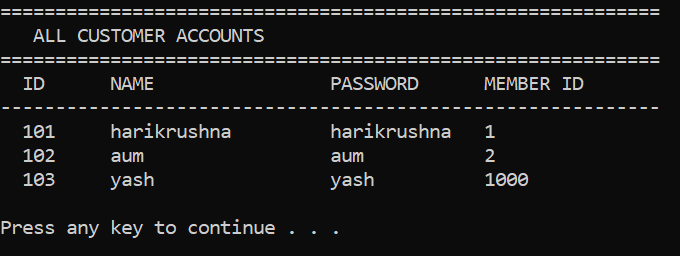 ============================================================
ALL CUSTOMER ACCOUNTS
============================================================
ID NAME PASSWORD MEMBER ID
------------------------------------------------------------
101 harikrushna harikrushna 1
102 aum aum 2
103 yash yash 1000
Press any key to continue . . .